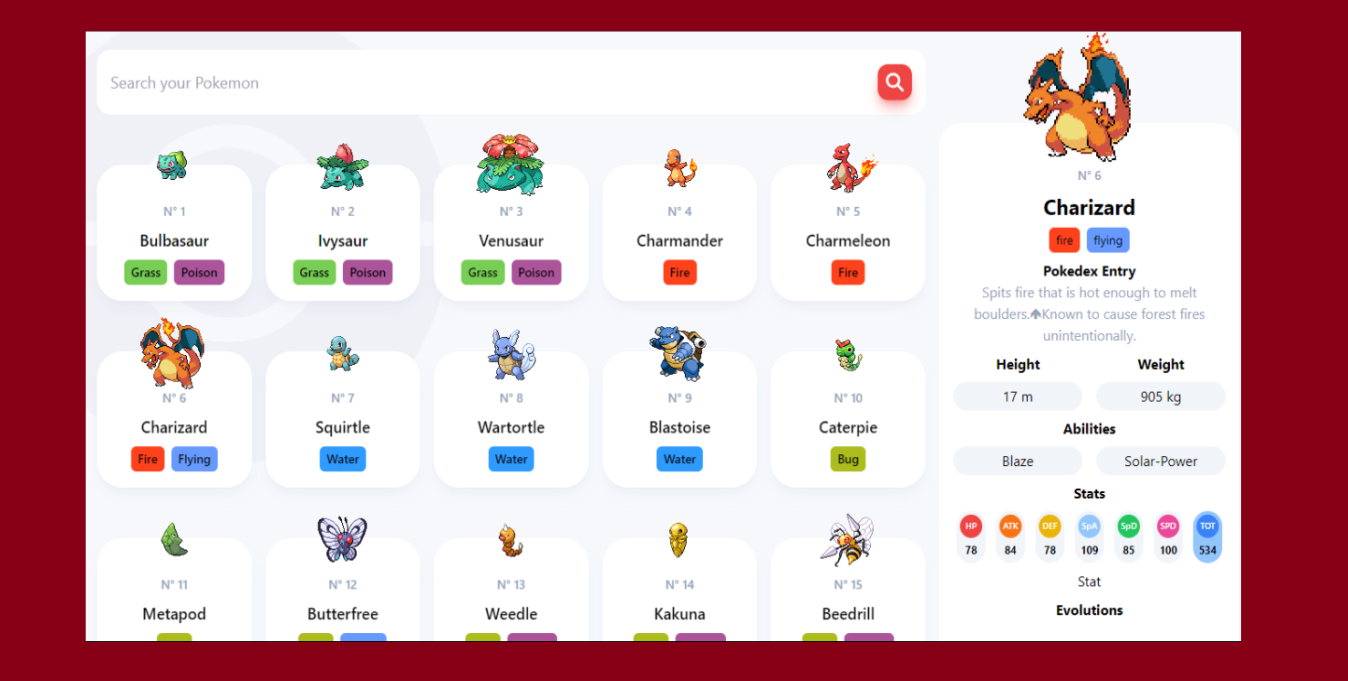 Search your Pokemon
N° 1
Bulbasaur
Grass Poison
N° 2
Ivysaur
Grass Poison
N° 3
Venusaur
Grass Poison
N° 4
Charmander
Fire
N° 5
Charmeleon
Fire
N° 6
Charizard
Fire Flying
N° 7
Squirtle
Water
N° 8
Wartortle
Water
N° 9
Blastoise
Water
N° 10
Caterpie
Bug
N° 11
Metapod
N° 12
Butterfree
N° 13
Weedle
N° 14
Kakuna
N° 15
Beedrill
N° 6
Charizard
fire flying
Pokedex Entry
Spits fire that is hot enough to melt
boulders.🛧Known to cause forest fires
unintentionally.
Height Weight
17 m 905 kg
Abilities
Blaze Solar-Power
Stats
HP ATK DEF SpA SpD SPD TOT
78 84 78 109 85 100 534
Stat
Evolutions